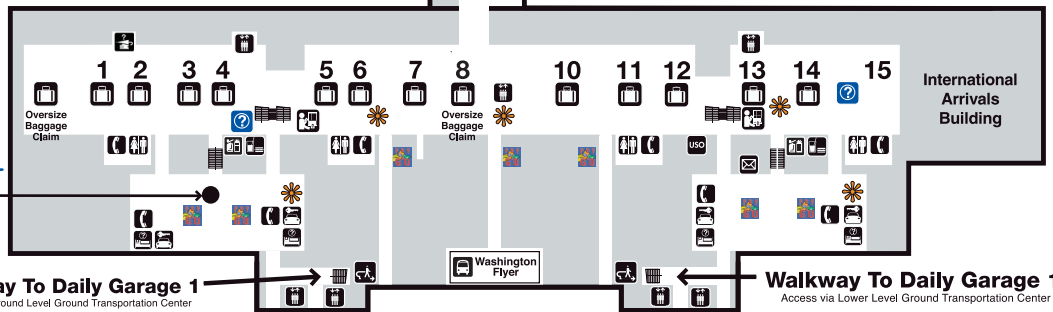 1 2 3 4 5 6 7 8 10 11 12 13 14 15
Oversize
Baggage
Claim
Oversize
Baggage
Claim
International
Arrivals
Building
?
?
?
USO
?
?
?
?
Washington
Flyer
ay To Daily Garage 1
round Level Ground Transportation Center
Walkway To Daily Garage 1
Access via Lower Level Ground Transportation Center